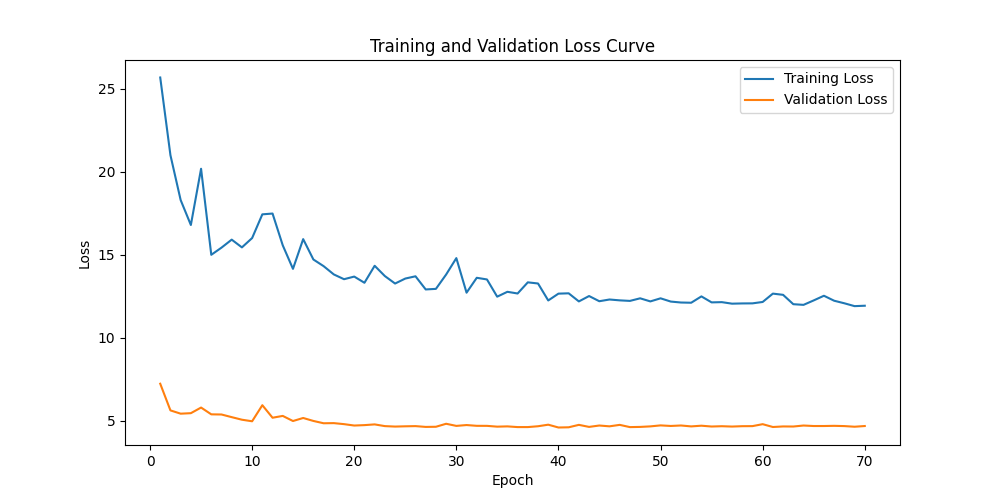 Training and Validation Loss Curve
Training Loss
Validation Loss
25
20
15
10
5
Loss
0 10 20 30 40 50 60 70
Epoch